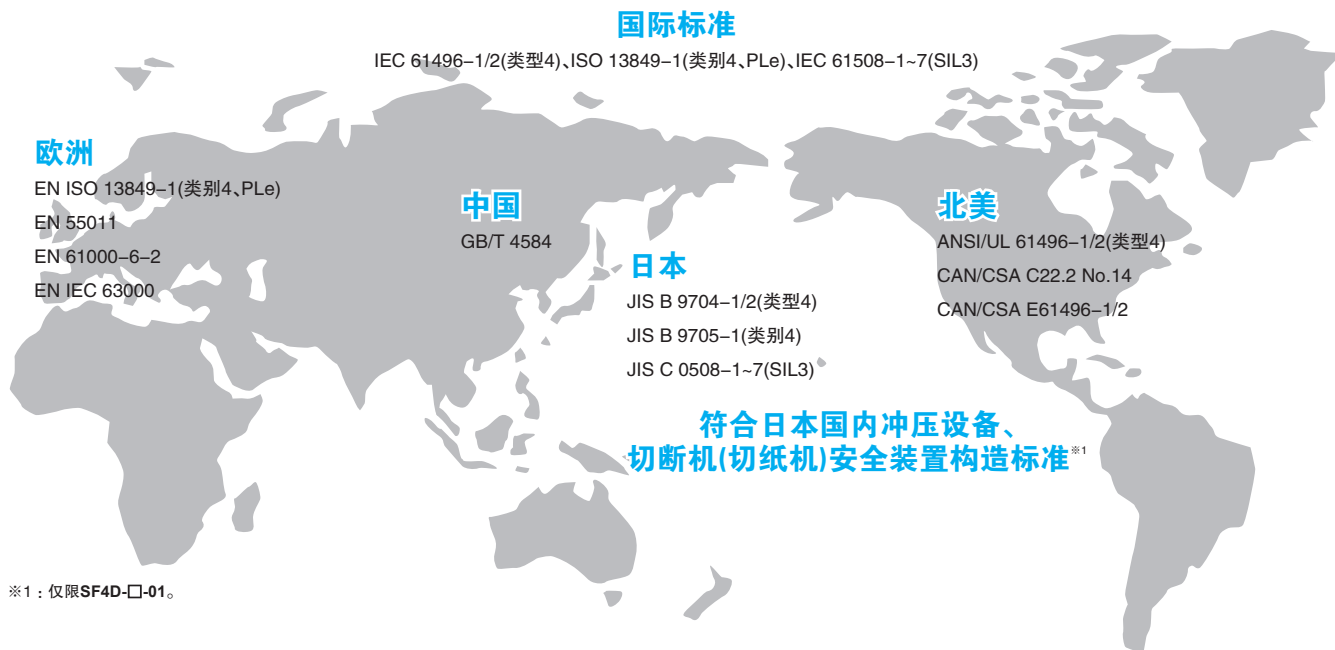 国际标准
IEC 61496–1/2(类型4)、ISO 13849–1(类别4、PLe)、IEC 61508–1~7(SIL3)
欧洲
EN ISO 13849–1(类别4、PLe)
EN 55011
EN 61000–6–2
EN IEC 63000
中国
GB/T 4584
日本
JIS B 9704–1/2(类型4)
JIS B 9705–1(类别4)
JIS C 0508–1~7(SIL3)
北美
ANSI/UL 61496–1/2(类型4)
CAN/CSA C22.2 No.14
CAN/CSA E61496–1/2
符合日本国内冲压设备、
切断机(切纸机)安全装置构造标准※1
※1：仅限SF4D-□-01。